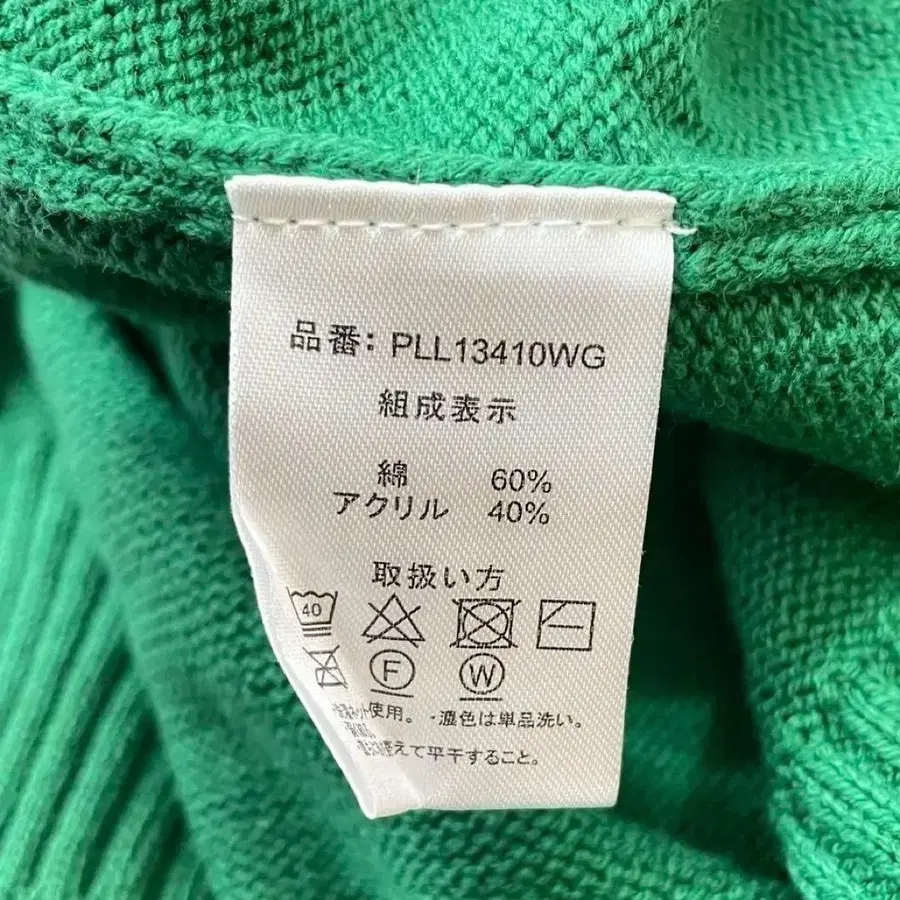 品番: PLL13410WG
組成表示
綿 60%
アクリル 40%
取扱い方
40
F W
使用。・濃色は単品洗い。
えて平干すること。